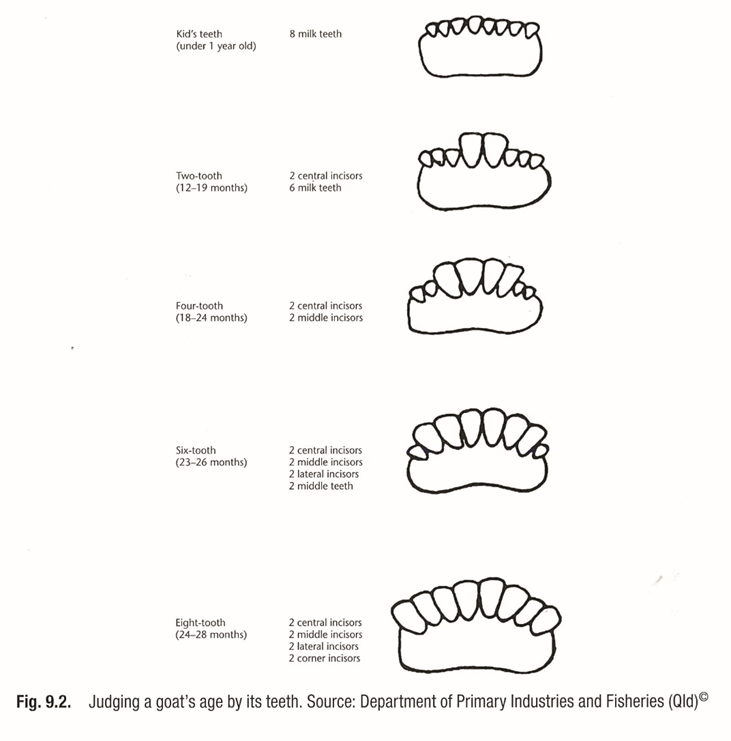 Kid's teeth 8 milk teeth
(under 1 year old)
Two-tooth 2 central incisors
(12–19 months) 6 milk teeth
Four-tooth 2 central incisors
(18–24 months) 2 middle incisors
Six-tooth 2 central incisors
(23–26 months) 2 middle incisors
2 lateral incisors
2 middle teeth
Eight-tooth 2 central incisors
(24–28 months) 2 middle incisors
2 lateral incisors
2 corner incisors
Fig. 9.2. Judging a goat's age by its teeth. Source: Department of Primary Industries and Fisheries (Qld)©